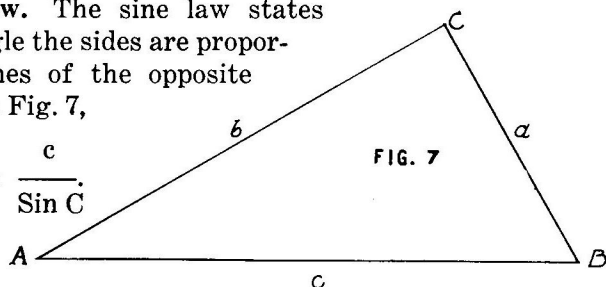 w. The sine law states
gle the sides are propor-
nes of the opposite
Fig. 7,
c
Sin C.
C
b
a
FIG. 7
A
B
c